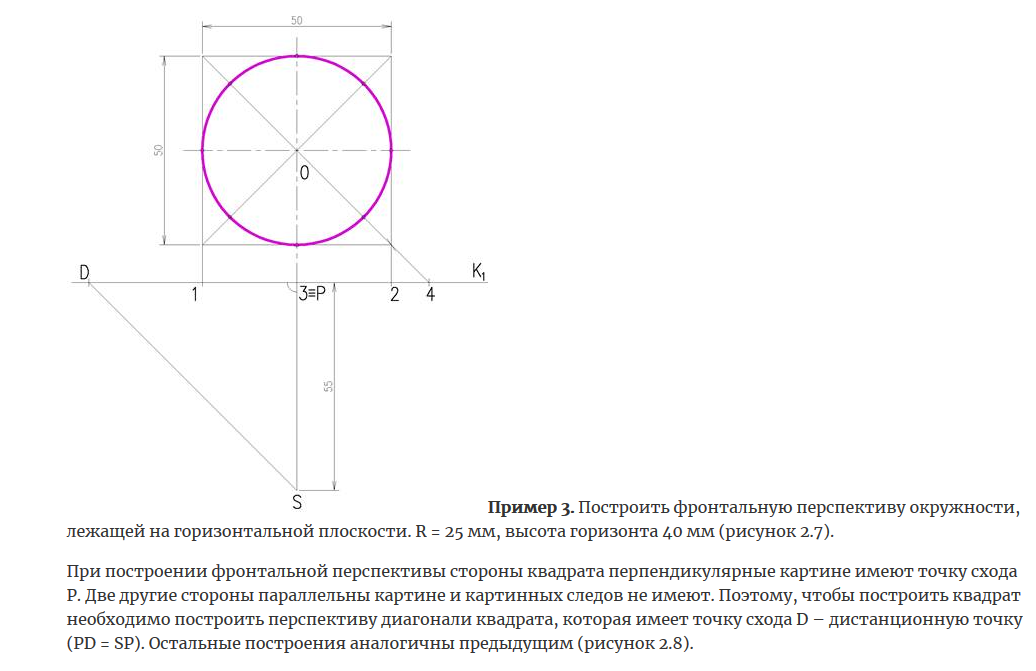 50
50
O
D
K₁
1
3≡P
2
4
55
S
Пример 3. Построить фронтальную перспективу окружности,
лежащей на горизонтальной плоскости. R = 25 мм, высота горизонта 40 мм (рисунок 2.7).
При построении фронтальной перспективы стороны квадрата перпендикулярные картине имеют точку схода
Р. Две другие стороны параллельны картине и картинных следов не имеют. Поэтому, чтобы построить квадрат
необходимо построить перспективу диагонали квадрата, которая имеет точку схода D – дистанционную точку
(PD = SP). Остальные построения аналогичны предыдущим (рисунок 2.8).